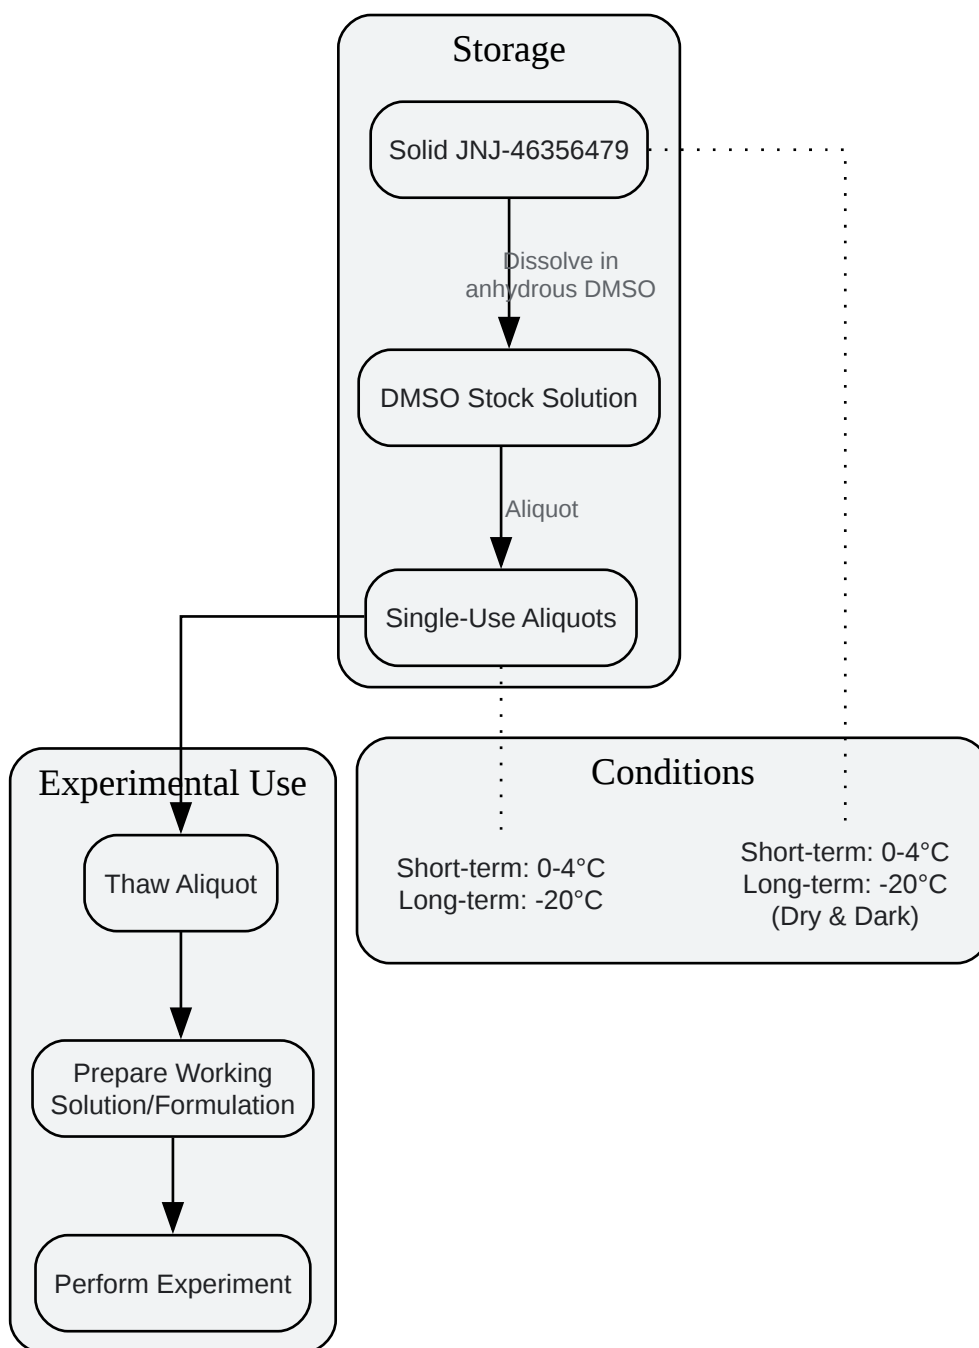 Storage
Solid JNJ-46356479
Dissolve in
anhydrous DMSO
DMSO Stock Solution
Aliquot
Single-Use Aliquots
Experimental Use
Thaw Aliquot
Prepare Working
Solution/Formulation
Perform Experiment
Conditions
Short-term: 0-4°C
Long-term: -20°C
Short-term: 0-4°C
Long-term: -20°C
(Dry & Dark)